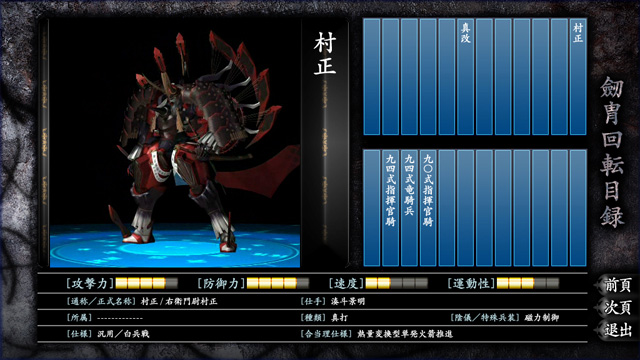 村正
真改
村正
九〇式指揮官騎
九四式竜騎兵
九四式指揮官騎
劒冑回転目録
[攻撃力] [防御力] [速度] [運動性]
[通称／正式名称] 村正/右衛門尉村正 [仕手] 湊斗景明
[所属] ------------- [種類] 真打 [陰儀／特殊兵装] 磁力制御
[仕様] 汎用／白兵戦 [合当理仕様] 熱量変換型単発火箭推進
前頁
次頁
退出